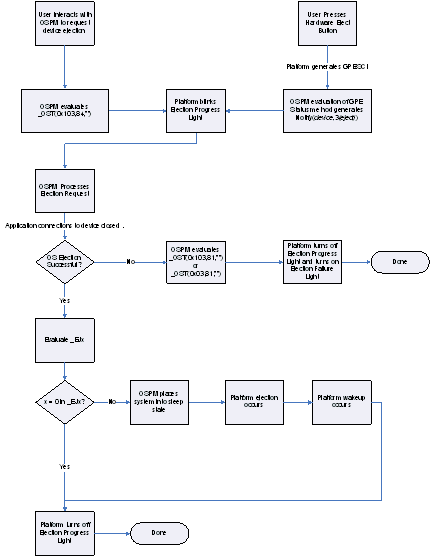 User Interacts with
OSPM to request
device ejection
User Presses
Hardware Eject
Button
Platform generates GPE/SCI
OSPM evaluates
_OST(0x103,84,"")
Platform blinks
Ejection Progress
Light
OSPM evaluation of GPE
Status method generates
Notify(device, 3(eject))
OSPM Processes
Ejection Request
Application connections to device closed...
OS Ejection
Successful?
No
OSPM evaluates
_OST(0x103,81,"")
or
_OST(0x03,81,"")
Platform turns off
Ejection Progress
Light and turns on
Ejection Failure
Light
Done
Yes
Evaluate _EJx
x = 0 in _EJx?
No
OSPM places
system into sleep
state
Platform ejection
occurs
Platform wakeup
occurs
Yes
Platform turns off
Ejection Progress
Light
Done